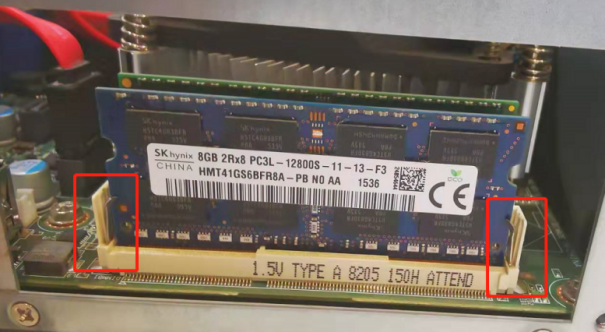 SK hynix 8GB 2Rx8 PC3L-12800S-11-13-F3
CHINA HMT41GS6BFR8A-PB N0 AA 1536
1.5V TYPE A 8205 150H ATTEND